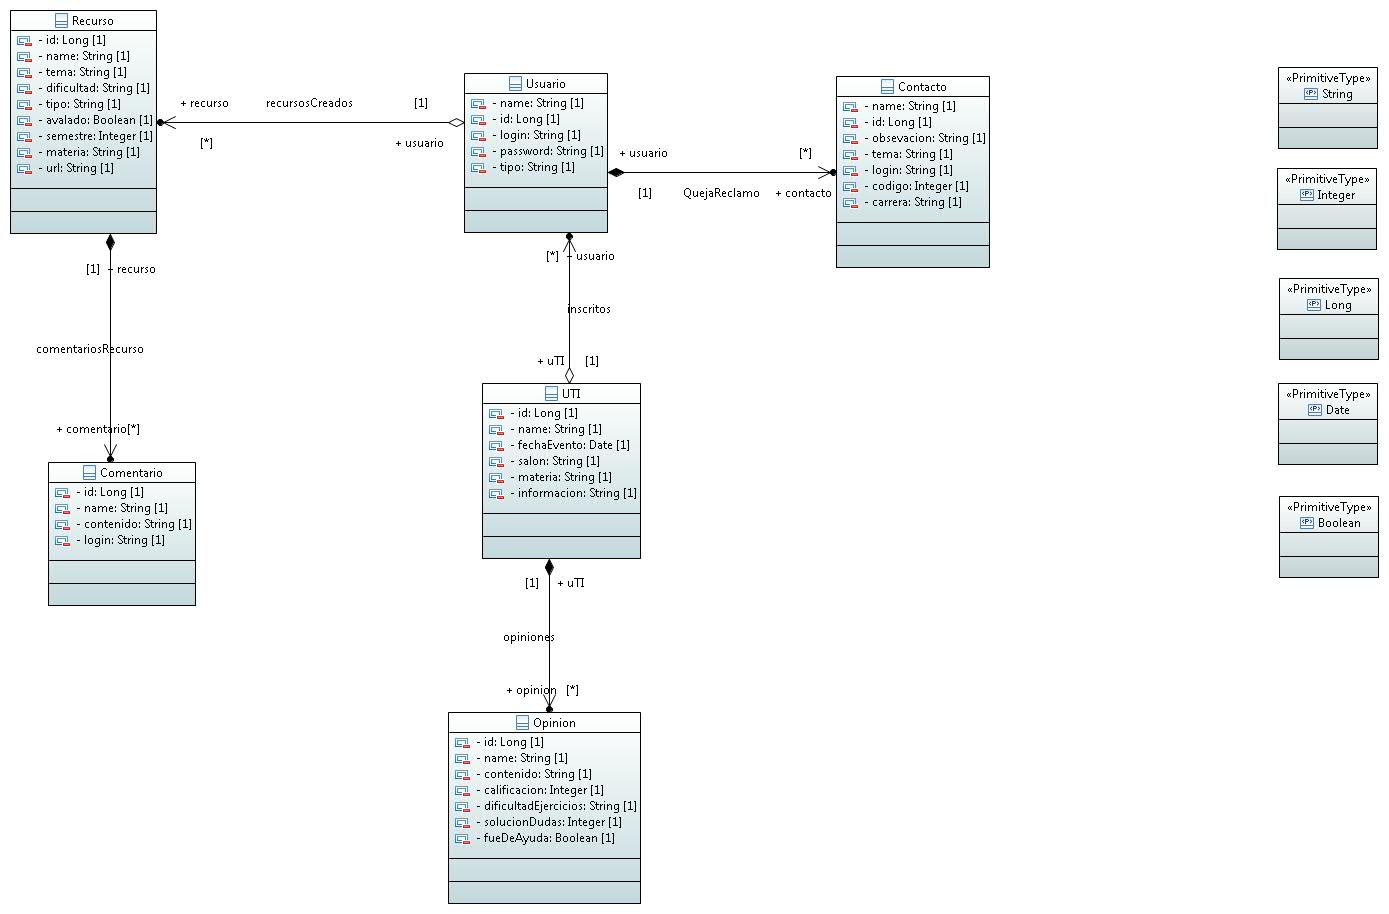 Recurso
- id: Long [1]
- name: String [1]
- tema: String [1]
- dificultad: String [1]
- tipo: String [1]
- avalado: Boolean [1]
- semestre: Integer [1]
- materia: String [1]
- url: String [1]
+ recurso
recursosCreados
[1]
[*]
+ usuario
Usuario
- name: String [1]
- id: Long [1]
- login: String [1]
- password: String [1]
- tipo: String [1]
+ usuario
[*]
[1]
QuejaReclamo
+ contacto
Contacto
- name: String [1]
- id: Long [1]
- obsevacion: String [1]
- tema: String [1]
- login: String [1]
- codigo: Integer [1]
- carrera: String [1]
«PrimitiveType»
String
«PrimitiveType»
Integer
«PrimitiveType»
Long
«PrimitiveType»
Date
«PrimitiveType»
Boolean
[1]
+ recurso
comentariosRecurso
+ comentario[*]
Comentario
- id: Long [1]
- name: String [1]
- contenido: String [1]
- login: String [1]
[*]
+ usuario
inscritos
+ uTI
[1]
UTI
- id: Long [1]
- name: String [1]
- fechaEvento: Date [1]
- salon: String [1]
- materia: String [1]
- informacion: String [1]
[1]
+ uTI
opiniones
+ opinion
[*]
Opinion
- id: Long [1]
- name: String [1]
- contenido: String [1]
- calificacion: Integer [1]
- dificultadEjercicios: String [1]
- solucionDudas: Integer [1]
- fueDeAyuda: Boolean [1]